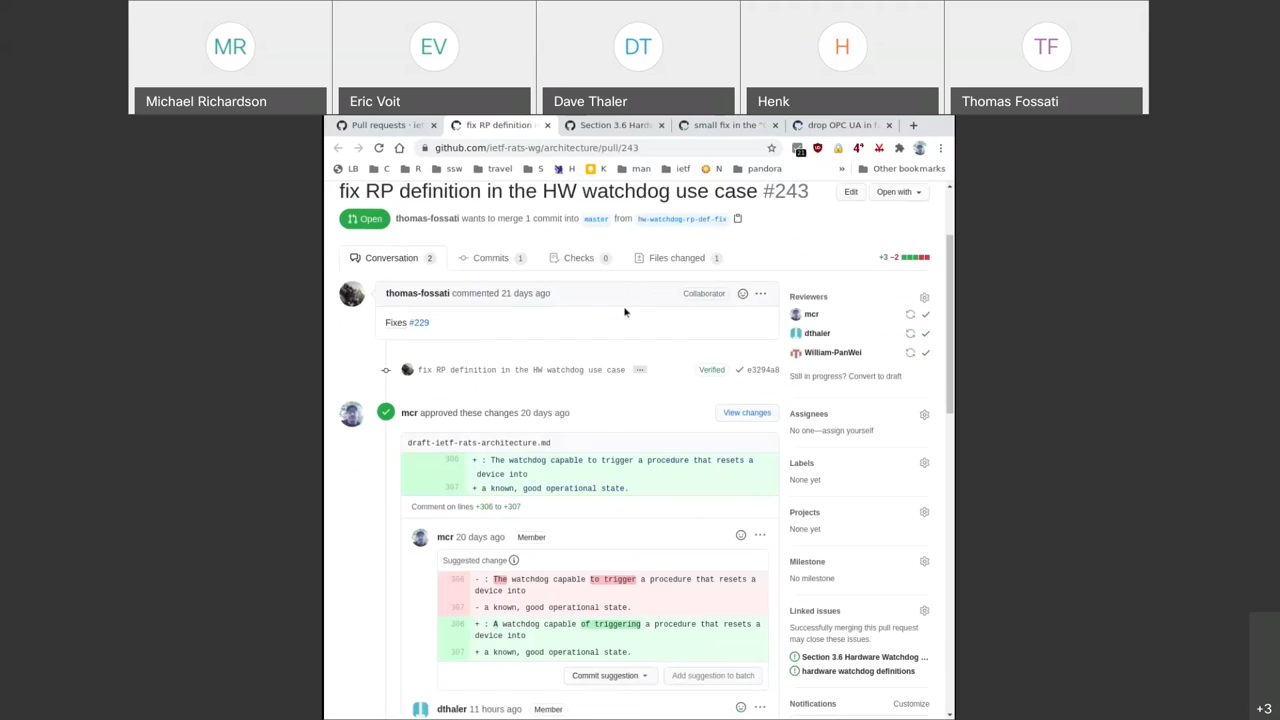 MR
EV
DT
H
TF
Michael Richardson
Eric Voit
Dave Thaler
Henk
Thomas Fossati
Pull requests · iet
fix RP definition
Section 3.6 Hard
small fix in the "
drop OPC UA in f
github.com/ietf-rats-wg/architecture/pull/243
21
4+
LB
C
R
ssw
travel
S
H
K
man
ietf
pandora
»
Other bookmarks
fix RP definition in the HW watchdog use case #243
Edit
Open with
Open
thomas-fossati wants to merge 1 commit into master from hw-watchdog-rp-def-fix
Conversation 2
Commits 1
Checks 0
Files changed 1
+3 −2
thomas-fossati commented 21 days ago
Collaborator
Fixes #229
fix RP definition in the HW watchdog use case
Verified
e3294a8
mcr approved these changes 20 days ago
View changes
draft-ietf-rats-architecture.md
306 + : The watchdog capable to trigger a procedure that resets a
device into
307 + a known, good operational state.
Comment on lines +306 to +307
mcr 20 days ago
Member
Suggested change
306 - : The watchdog capable to trigger a procedure that resets a
device into
307 - a known, good operational state.
306 + : A watchdog capable of triggering a procedure that resets a
device into
307 + a known, good operational state.
Commit suggestion
Add suggestion to batch
dthaler 11 hours ago
Member
Reviewers
mcr
dthaler
William-PanWei
Still in progress? Convert to draft
Assignees
No one—assign yourself
Labels
None yet
Projects
None yet
Milestone
No milestone
Linked issues
Successfully merging this pull request
may close these issues.
Section 3.6 Hardware Watchdog ...
hardware watchdog definitions
Notifications
Customize
+3